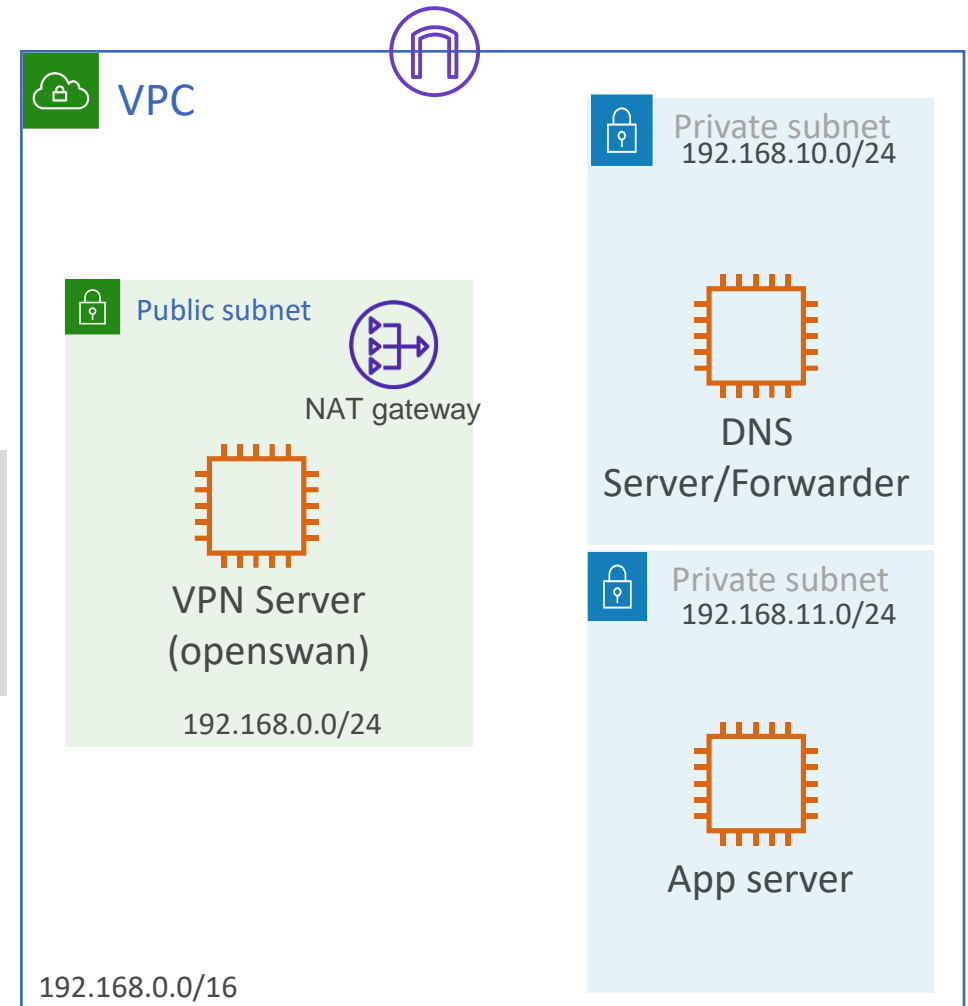 VPC
Private subnet
192.168.10.0/24
Public subnet
NAT gateway
DNS
Server/Forwarder
VPN Server
(openswan)
192.168.0.0/24
Private subnet
192.168.11.0/24
App server
192.168.0.0/16